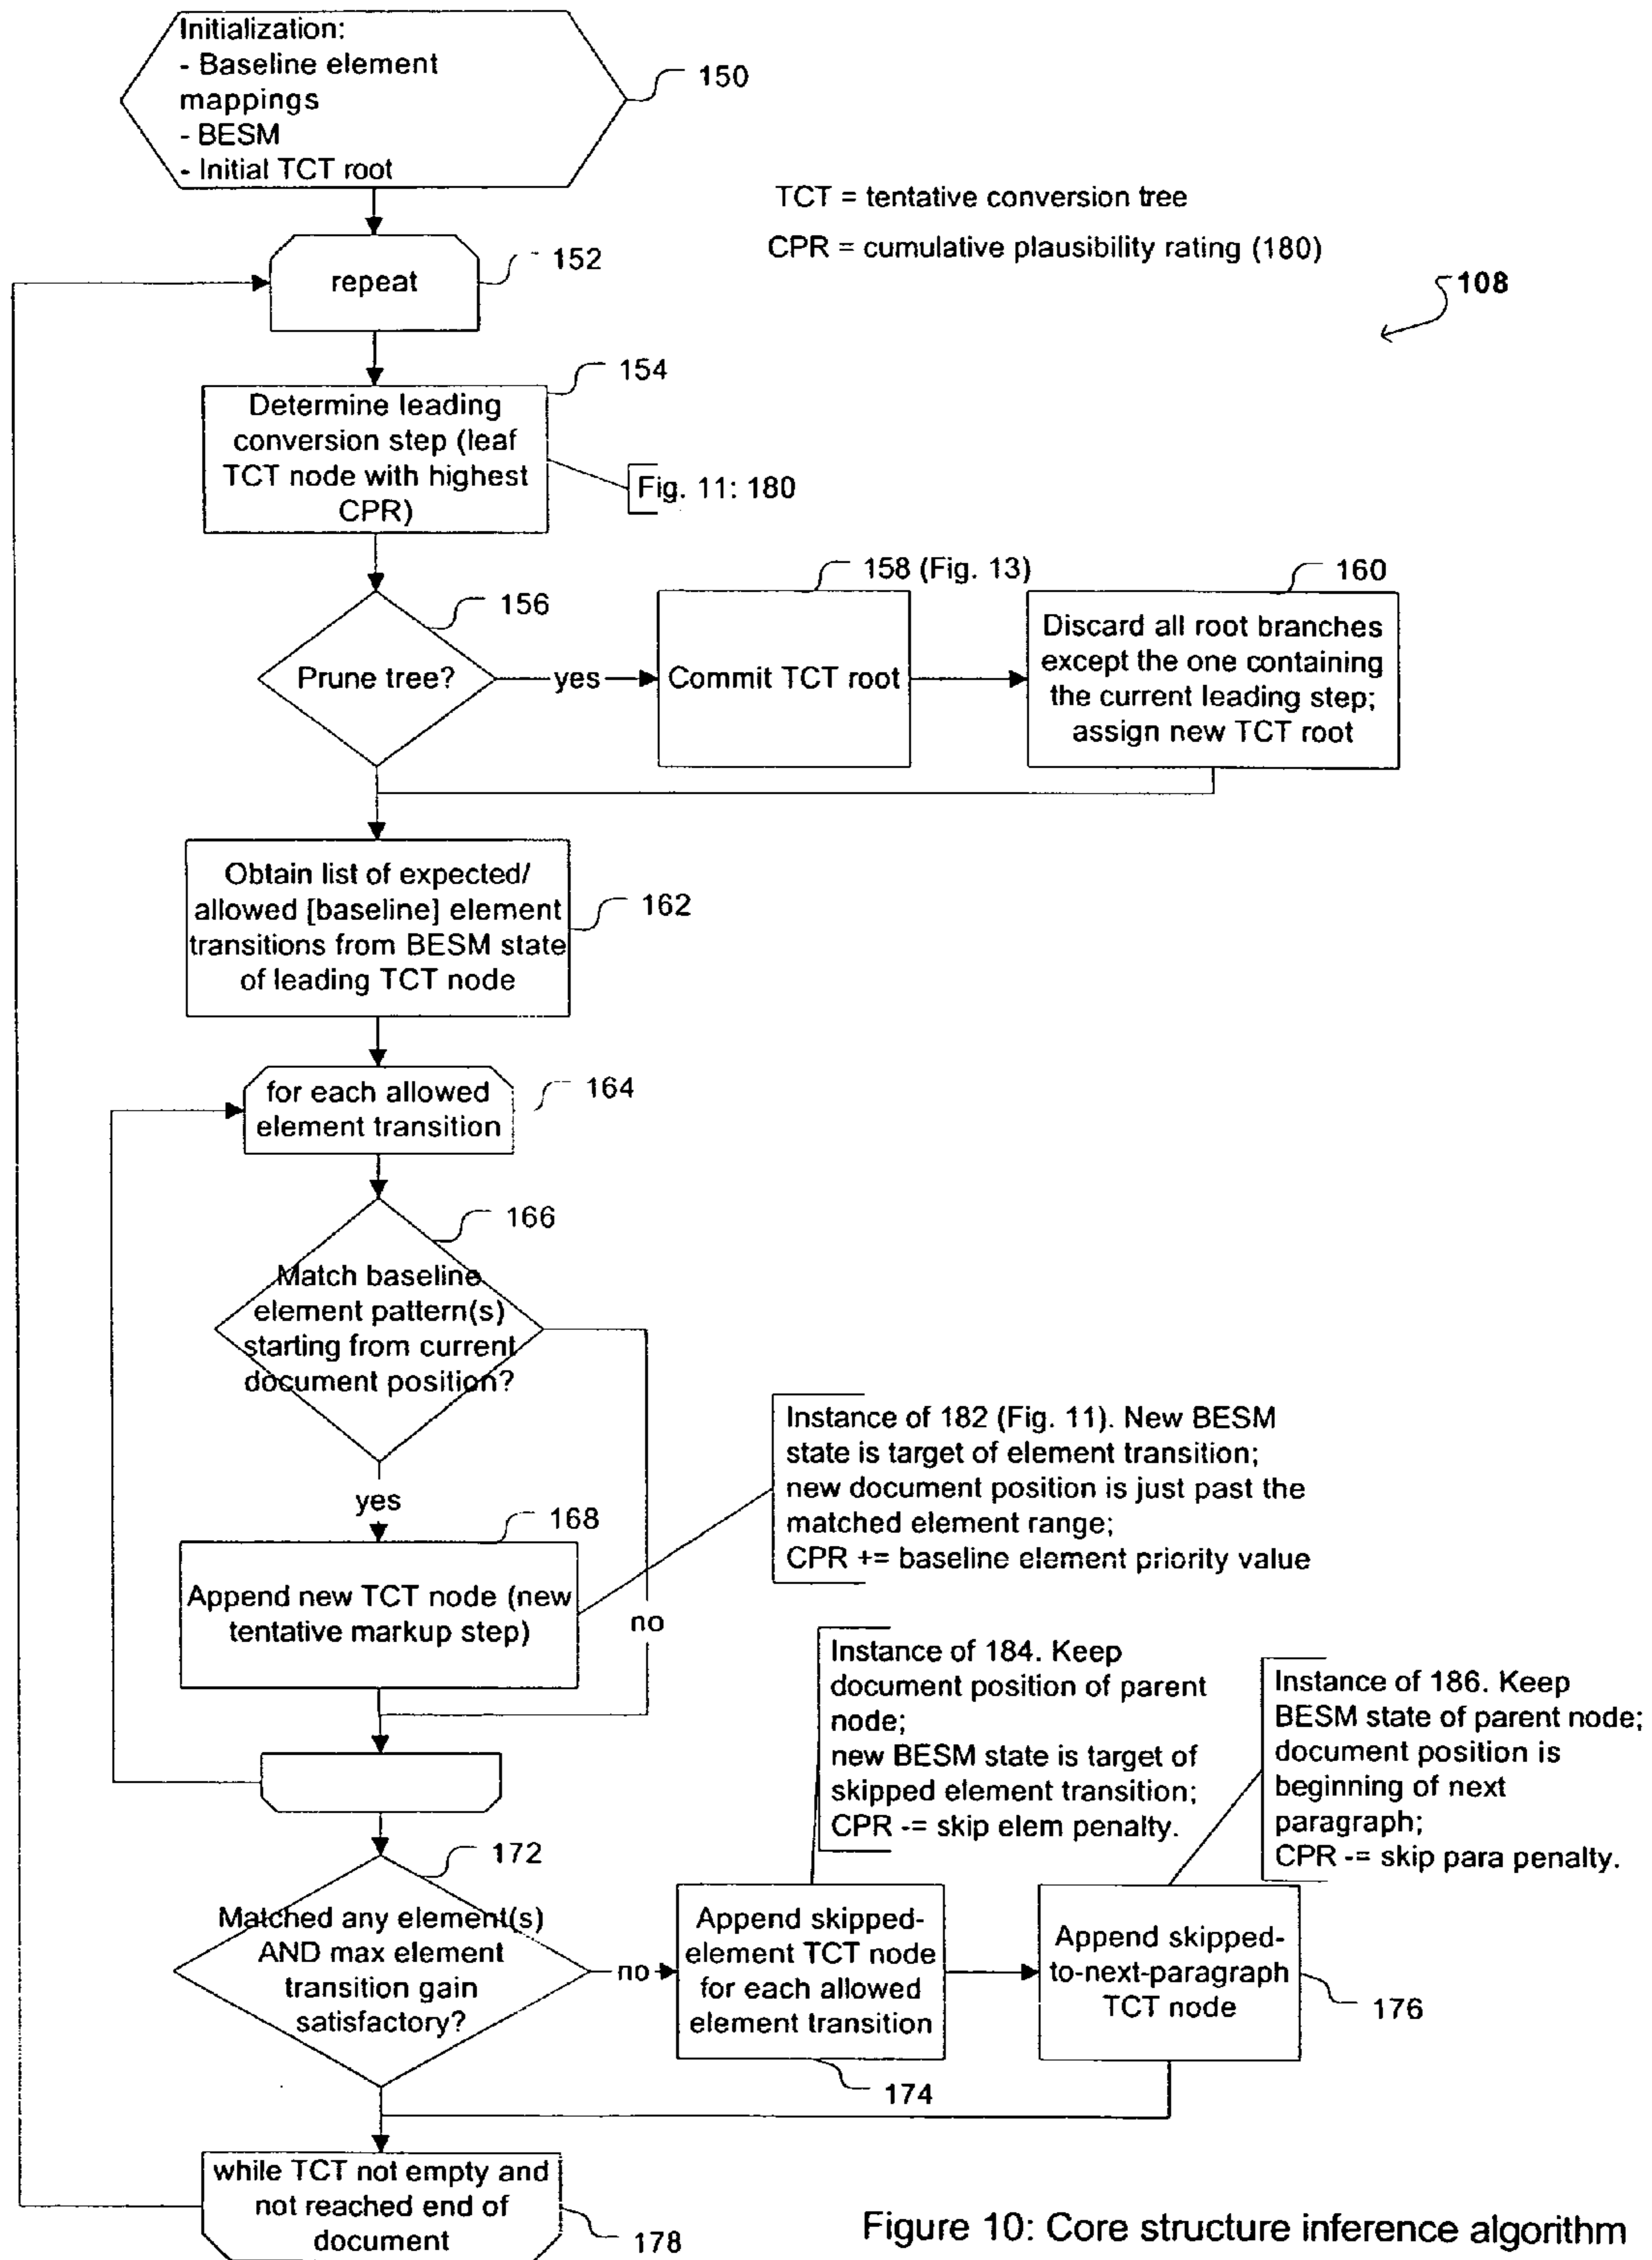 Initialization:
- Baseline element
mappings
- BESM
- Initial TCT root
150
TCT = tentative conversion tree
CPR = cumulative plausibility rating (180)
108
repeat
152
Determine leading
conversion step (leaf
TCT node with highest
CPR)
154
Fig. 11: 180
Prune tree?
156
yes
Commit TCT root
158 (Fig. 13)
Discard all root branches
except the one containing
the current leading step;
assign new TCT root
160
Obtain list of expected/
allowed [baseline] element
transitions from BESM state
of leading TCT node
162
for each allowed
element transition
164
Match baseline
element pattern(s)
starting from current
document position?
166
yes
no
Append new TCT node (new
tentative markup step)
168
Instance of 182 (Fig. 11). New BESM
state is target of element transition;
new document position is just past the
matched element range;
CPR += baseline element priority value
Instance of 184. Keep
document position of parent
node;
new BESM state is target of
skipped element transition;
CPR -= skip elem penalty.
Instance of 186. Keep
BESM state of parent node;
document position is
beginning of next
paragraph;
CPR -= skip para penalty.
Matched any element(s)
AND max element
transition gain
satisfactory?
172
no
Append skipped-
element TCT node
for each allowed
element transition
174
Append skipped-
to-next-paragraph
TCT node
176
while TCT not empty and
not reached end of
document
178
Figure 10: Core structure inference algorithm